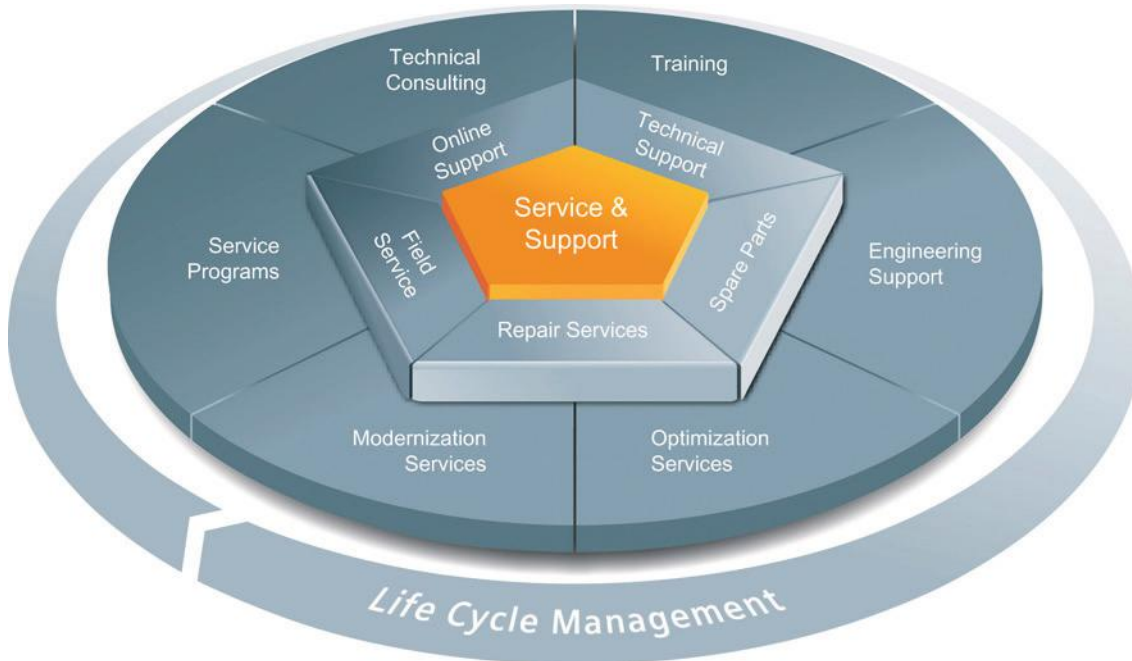 Technical
Consulting
Training
Online
Support
Technical
Support
Service &
Support
Service
Programs
Field
Service
Spare Parts
Engineering
Support
Repair Services
Modernization
Services
Optimization
Services
Life Cycle Management